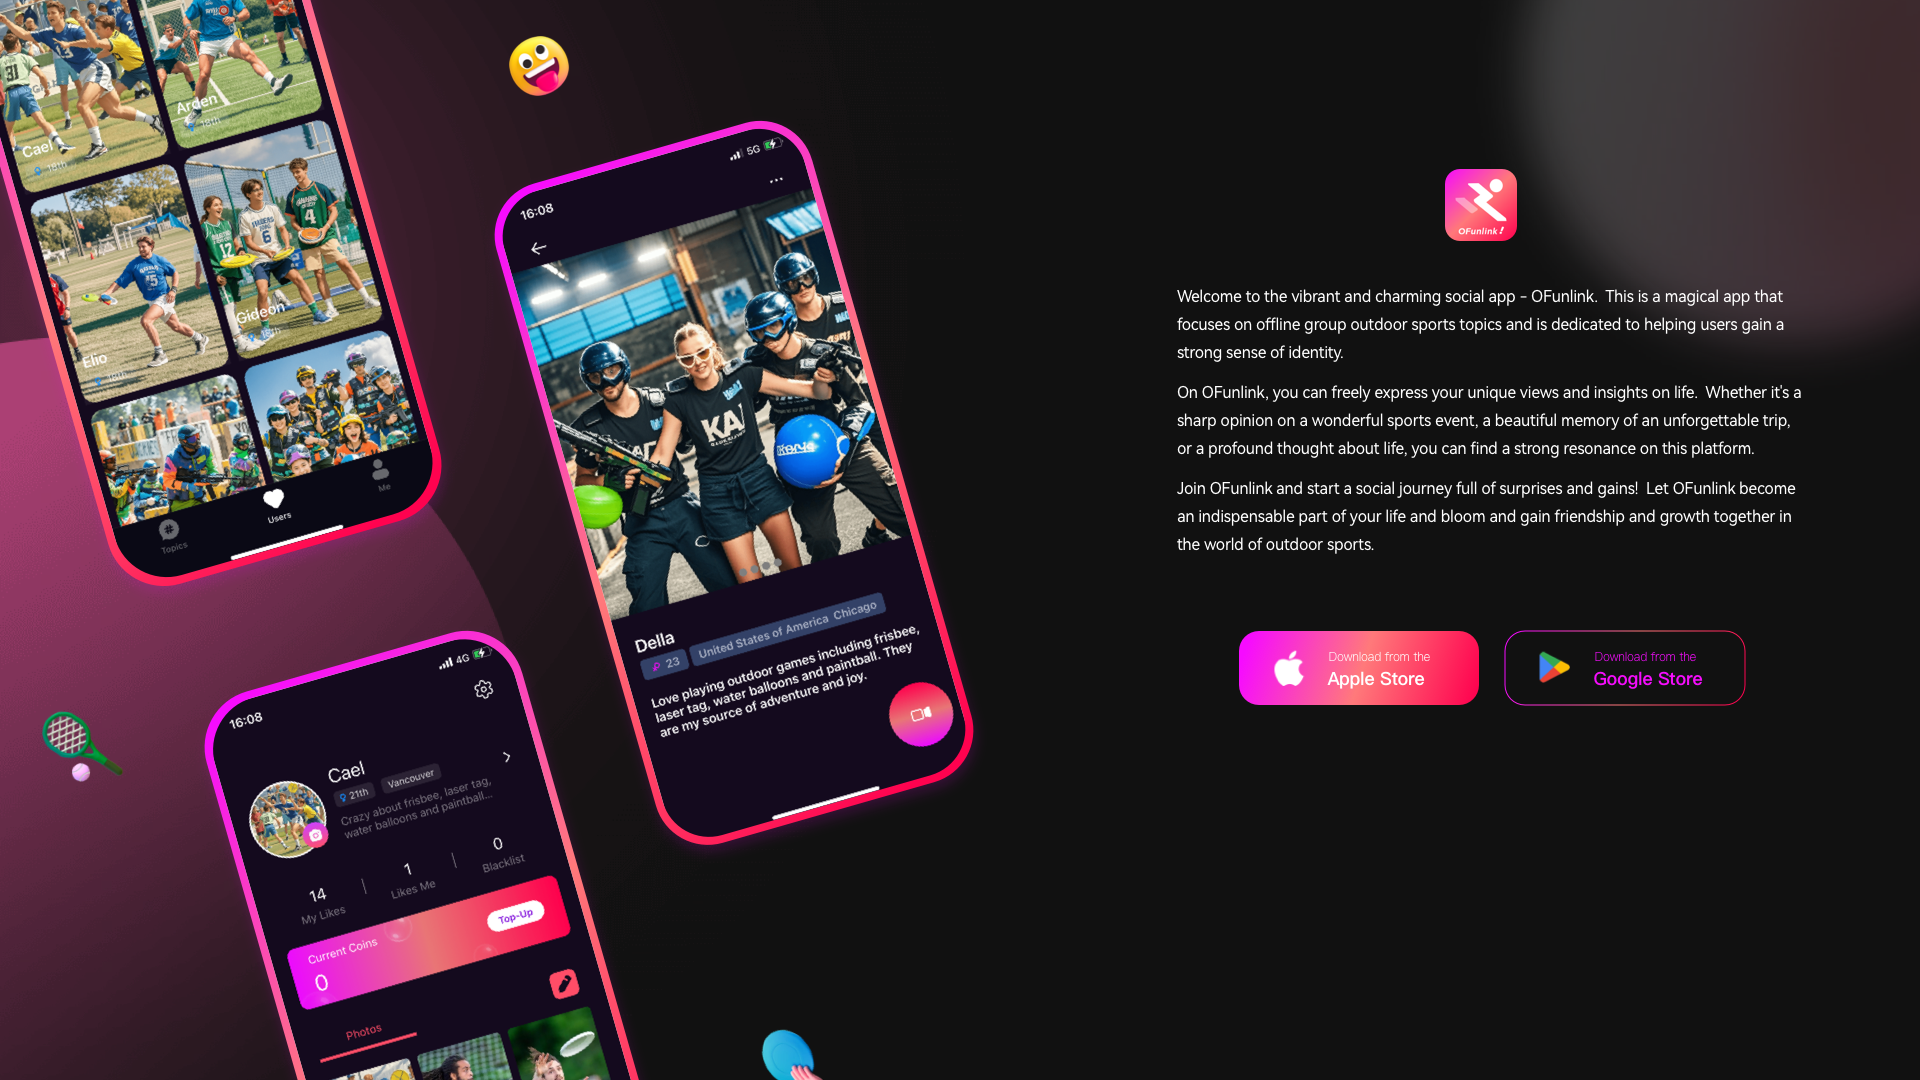 31
13
5
12
6
4
Arden
18th
Cael
18th
Gideon
18th
Elio
18th
Topics
Users
Me
16:08
5G
KA
Della
23
United States of America Chicago
Love playing outdoor games including frisbee,
laser tag, water balloons and paintball. They
are my source of adventure and joy.
16:08
4G
Cael
21th
Vancouver
Crazy about frisbee, laser tag,
water balloons and paintball...
14
My Likes
1
Likes Me
0
Blacklist
Current Coins
0
Top-Up
Photos
OFunlink!
Welcome to the vibrant and charming social app - OFunlink. This is a magical app that
focuses on offline group outdoor sports topics and is dedicated to helping users gain a
strong sense of identity.
On OFunlink, you can freely express your unique views and insights on life. Whether it's a
sharp opinion on a wonderful sports event, a beautiful memory of an unforgettable trip,
or a profound thought about life, you can find a strong resonance on this platform.
Join OFunlink and start a social journey full of surprises and gains! Let OFunlink become
an indispensable part of your life and bloom and gain friendship and growth together in
the world of outdoor sports.
Download from the
Apple Store
Download from the
Google Store